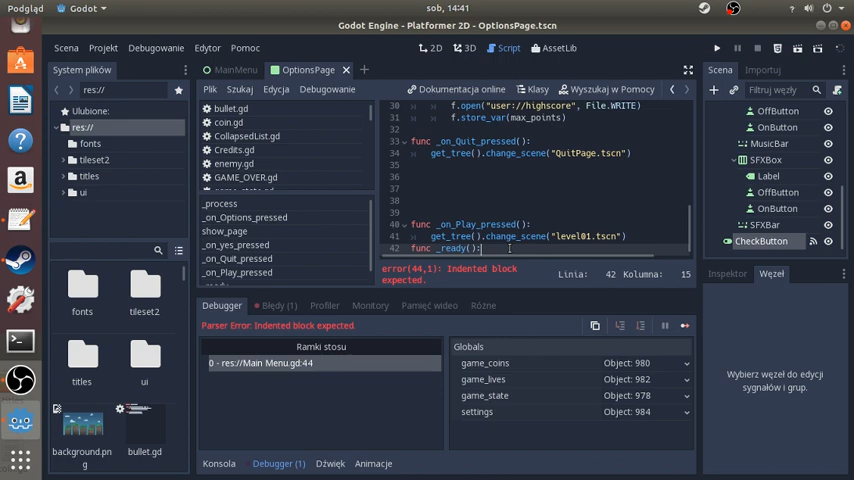 Podgląd
Godot
sob, 14:41
Godot Engine - Platformer 2D - OptionsPage.tscn
Scena Projekt Debugowanie Edytor Pomoc
2D 3D Script AssetLib
System plików
MainMenu OptionsPage
Scena Importuj
res://
Plik Szukaj Edycja Debugowanie
Dokumentacja online Klasy Wyszukaj w Pomocy
Filtruj węzły
Ulubione:
res://
fonts
tileset2
titles
ui
bullet.gd
coin.gd
CollapsedList.gd
Credits.gd
enemy.gd
GAME_OVER.gd
_process
_on_Options_pressed
show_page
_on_yes_pressed
_on_Quit_pressed
_on_Play_pressed
30 f.open("user://highscore", File.WRITE)
31 f.store_var(max_points)
32
33 func _on_Quit_pressed():
34 get_tree().change_scene("QuitPage.tscn")
35
36
37
38
39
40 func _on_Play_pressed():
41 get_tree().change_scene("level01.tscn")
42 func _ready():
error(44,1): Indented block
expected.
Linia: 42 Kolumna: 15
OffButton
OnButton
MusicBar
SFXBox
Label
OffButton
OnButton
SFXBar
CheckButton
Inspektor Węzeł
Wybierz węzeł do edycji
sygnałów i grup.
Debugger Błędy (1) Profiler Monitory Pamięć wideo Różne
Parser Error: Indented block expected.
Ramki stosu
0 - res://Main Menu.gd:44
Globals
game_coins Object: 980
game_lives Object: 982
game_state Object: 978
settings Object: 984
Konsola Debugger (1) Dźwięk Animacje
fonts
tileset2
titles
ui
background.pn
g
bullet.gd